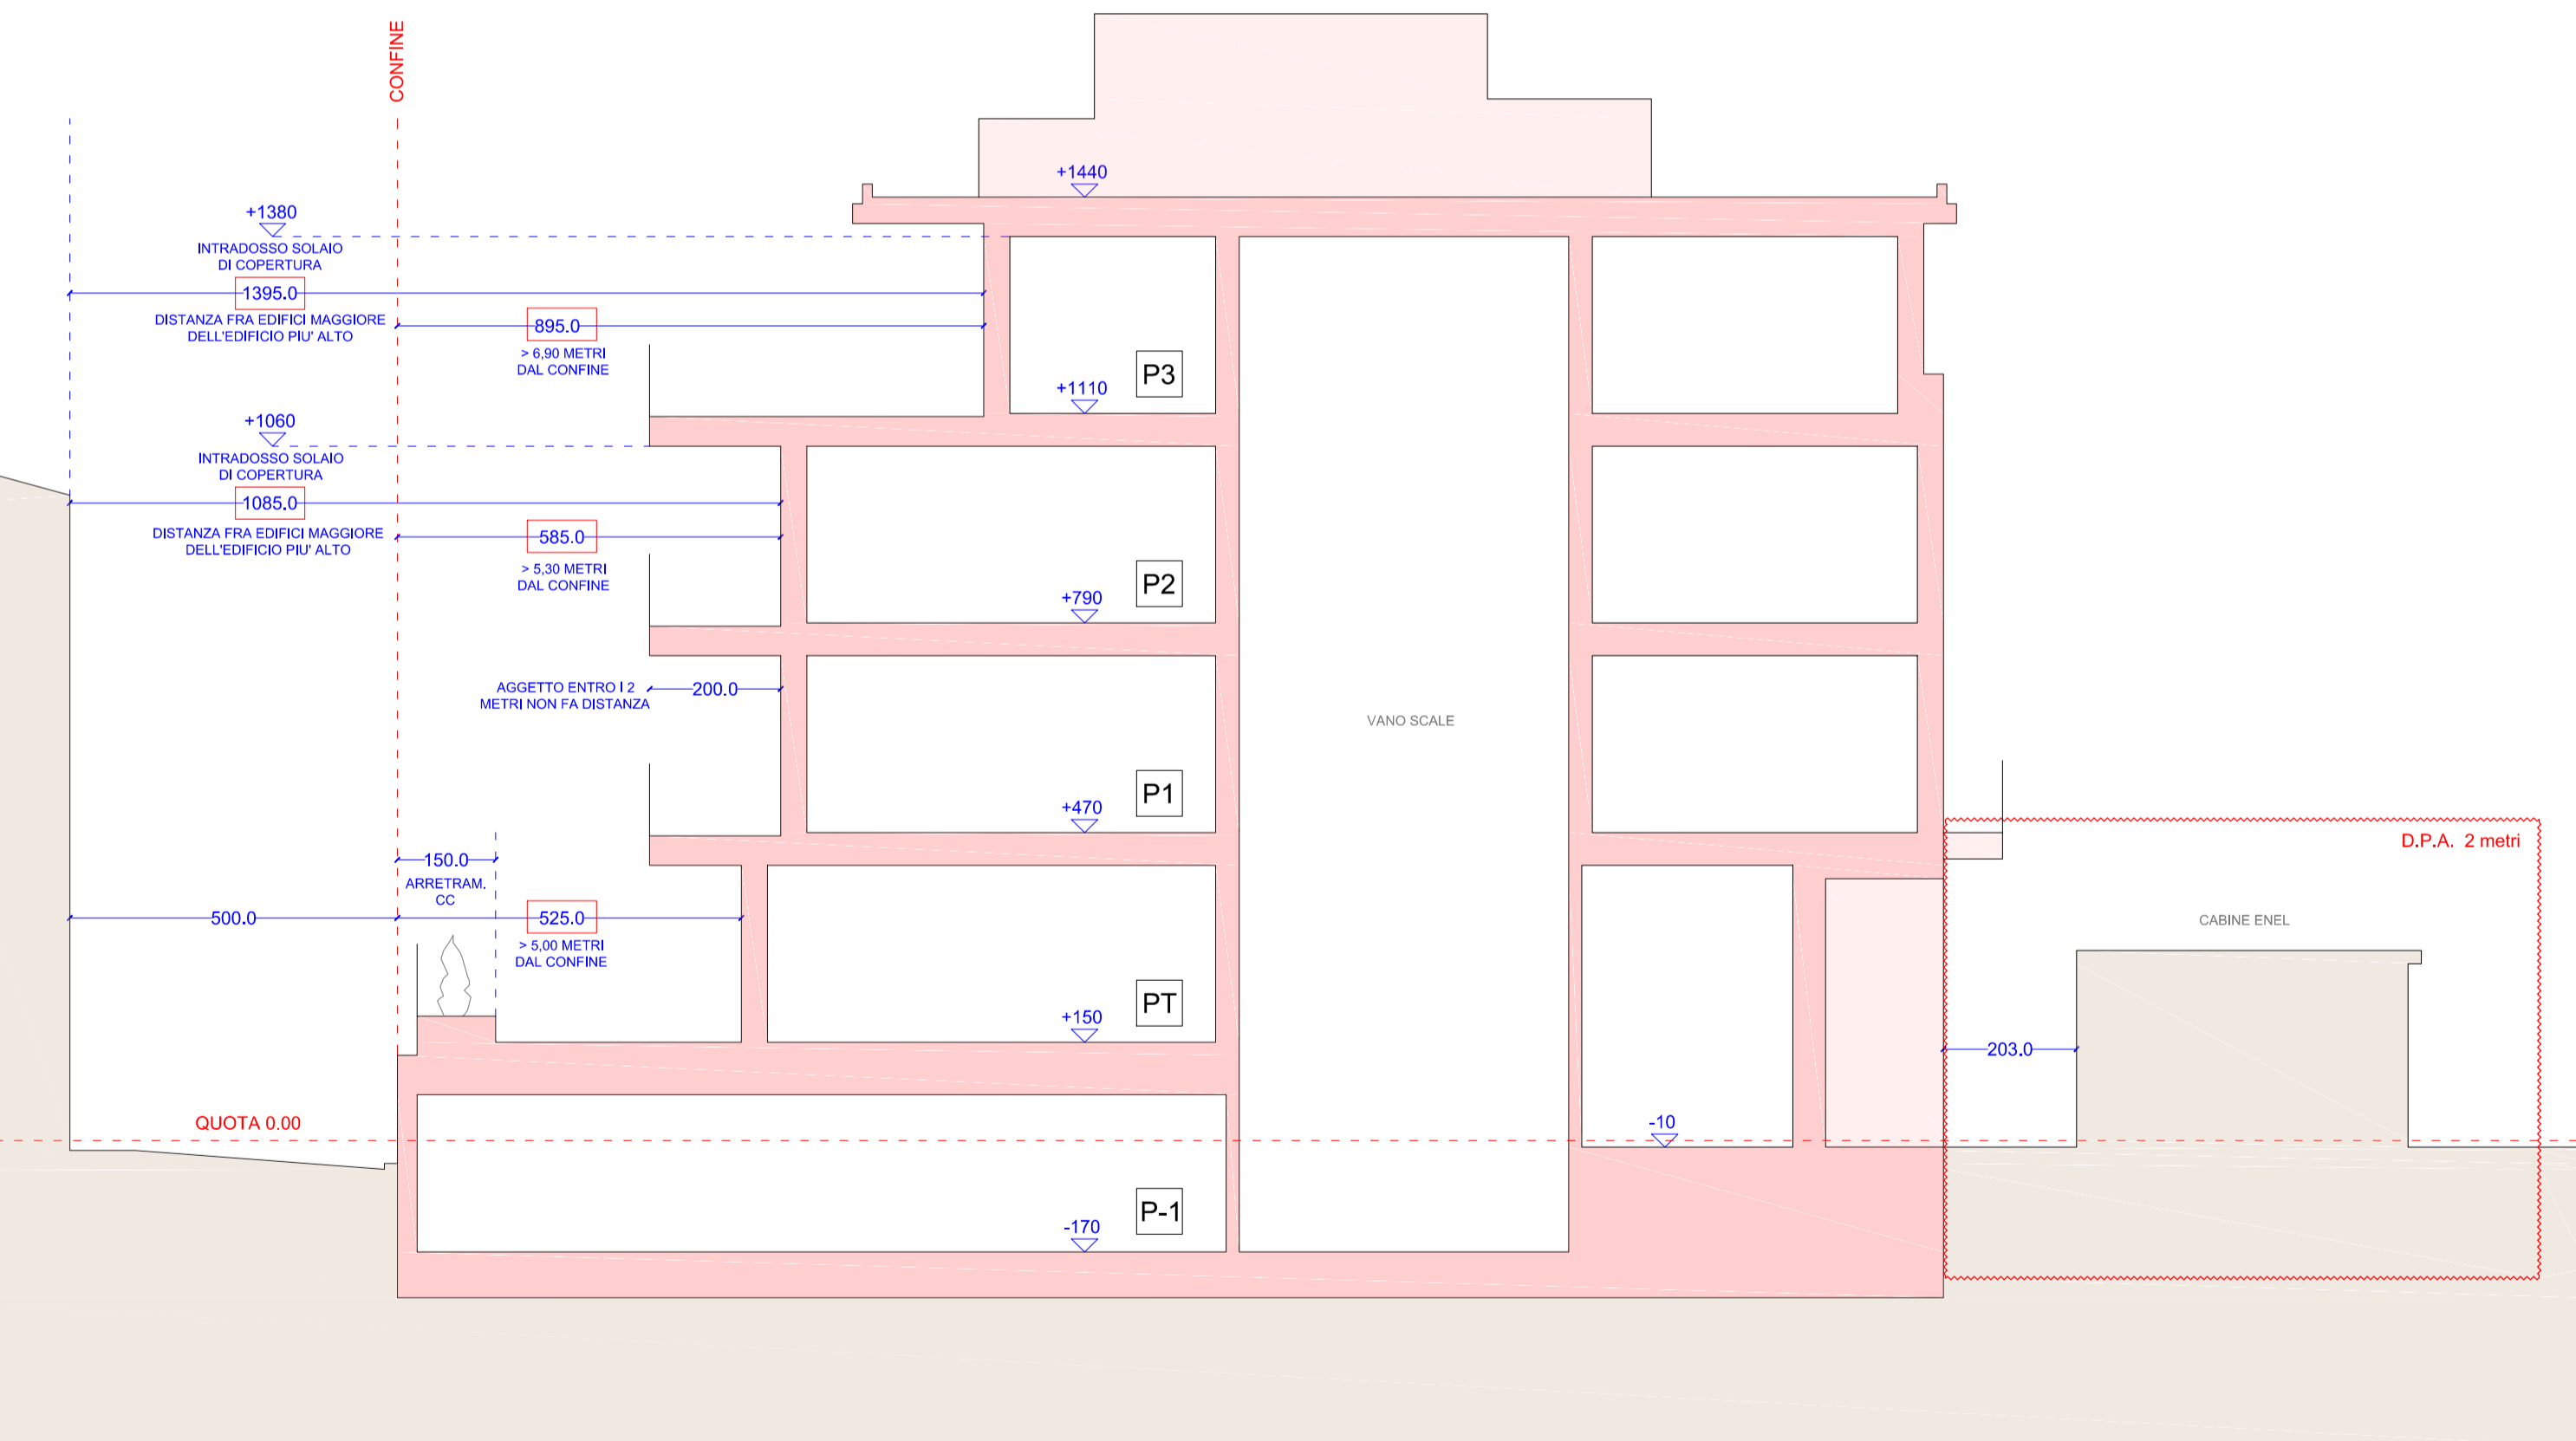 CONFINE
+1440
+1380
INTRADOSSO SOLAIO
DI COPERTURA
1395.0
DISTANZA FRA EDIFICI MAGGIORE
DELL'EDIFICIO PIU' ALTO
895.0
> 6,90 METRI
DAL CONFINE
P3
+1110
+1060
INTRADOSSO SOLAIO
DI COPERTURA
1085.0
DISTANZA FRA EDIFICI MAGGIORE
DELL'EDIFICIO PIU' ALTO
585.0
> 5,30 METRI
DAL CONFINE
P2
+790
AGGETTO ENTRO I 2
METRI NON FA DISTANZA
200.0
VANO SCALE
P1
+470
D.P.A. 2 metri
150.0
ARRETRAM.
CC
500.0
525.0
> 5,00 METRI
DAL CONFINE
CABINE ENEL
PT
+150
203.0
QUOTA 0.00
-10
P-1
-170